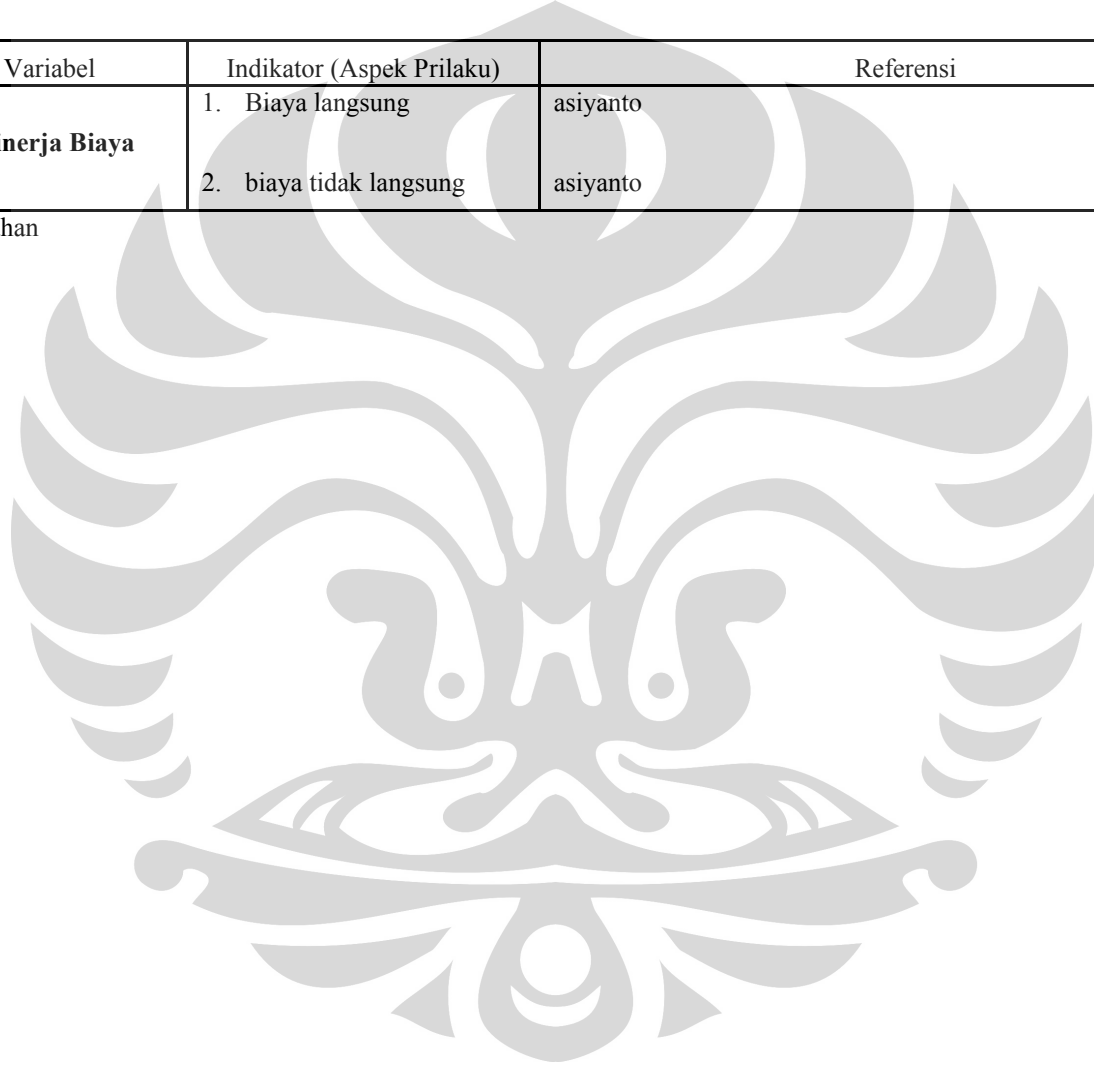 Variabel Indikator (Aspek Prilaku) Referensi
1. Biaya langsung asiyanto
inerja Biaya
2. biaya tidak langsung asiyanto
han